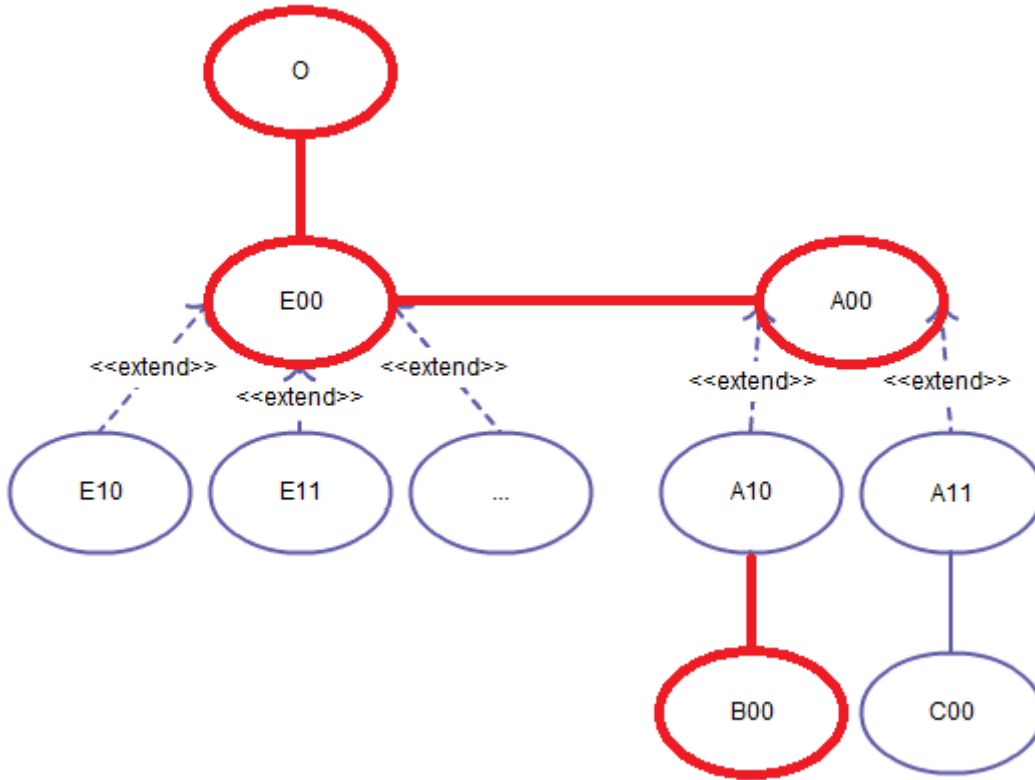 O
E00
A00
<<extend>>
<<extend>>
<<extend>>
<<extend>>
<<extend>>
E10
E11
...
A10
A11
B00
C00